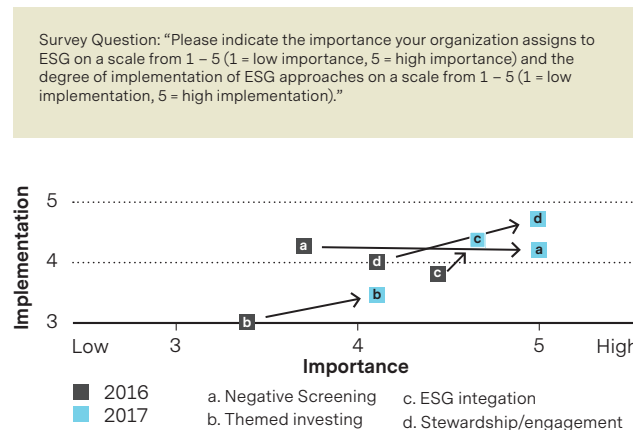 Survey Question: “Please indicate the importance your organization assigns to
ESG on a scale from 1 – 5 (1 = low importance, 5 = high importance) and the
degree of implementation of ESG approaches on a scale from 1 – 5 (1 = low
implementation, 5 = high implementation).”
Implementation
5
4
3
a
d
c
b
b
c
d
a
Low 3 4 5 High
Importance
2016
2017
a. Negative Screening
b. Themed investing
c. ESG integation
d. Stewardship/engagement